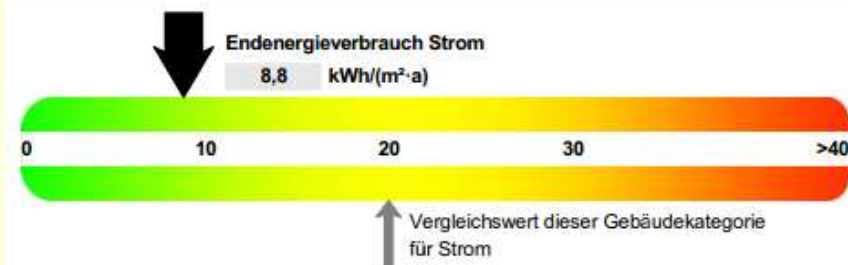 Endenergieverbrauch Strom
8,8 kWh/(m²·a)
0 10 20 30 >40
Vergleichswert dieser Gebäudekategorie
für Strom